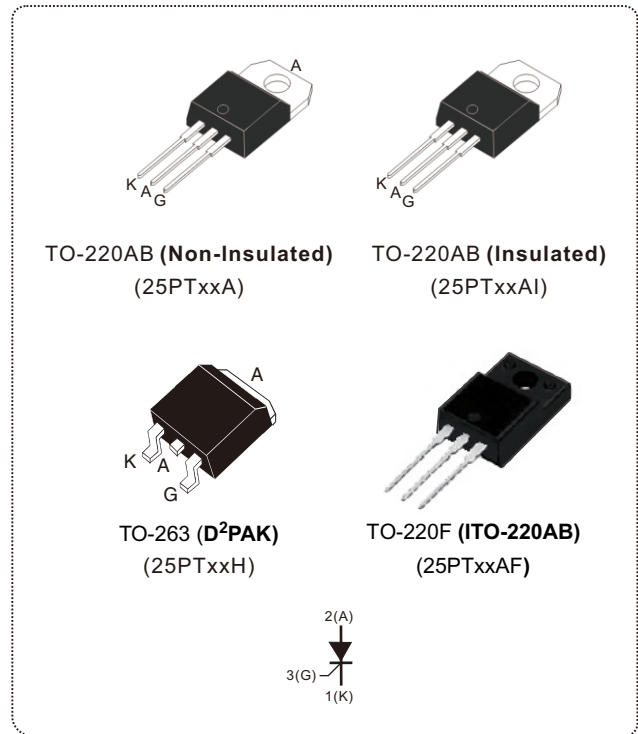 A
K
A
G
K
A
G
TO-220AB (Non-Insulated)
(25PTxxA)
TO-220AB (Insulated)
(25PTxxAI)
A
K
A
G
TO-263 (D²PAK)
(25PTxxH)
TO-220F (ITO-220AB)
(25PTxxAF)
2(A)
3(G)
1(K)